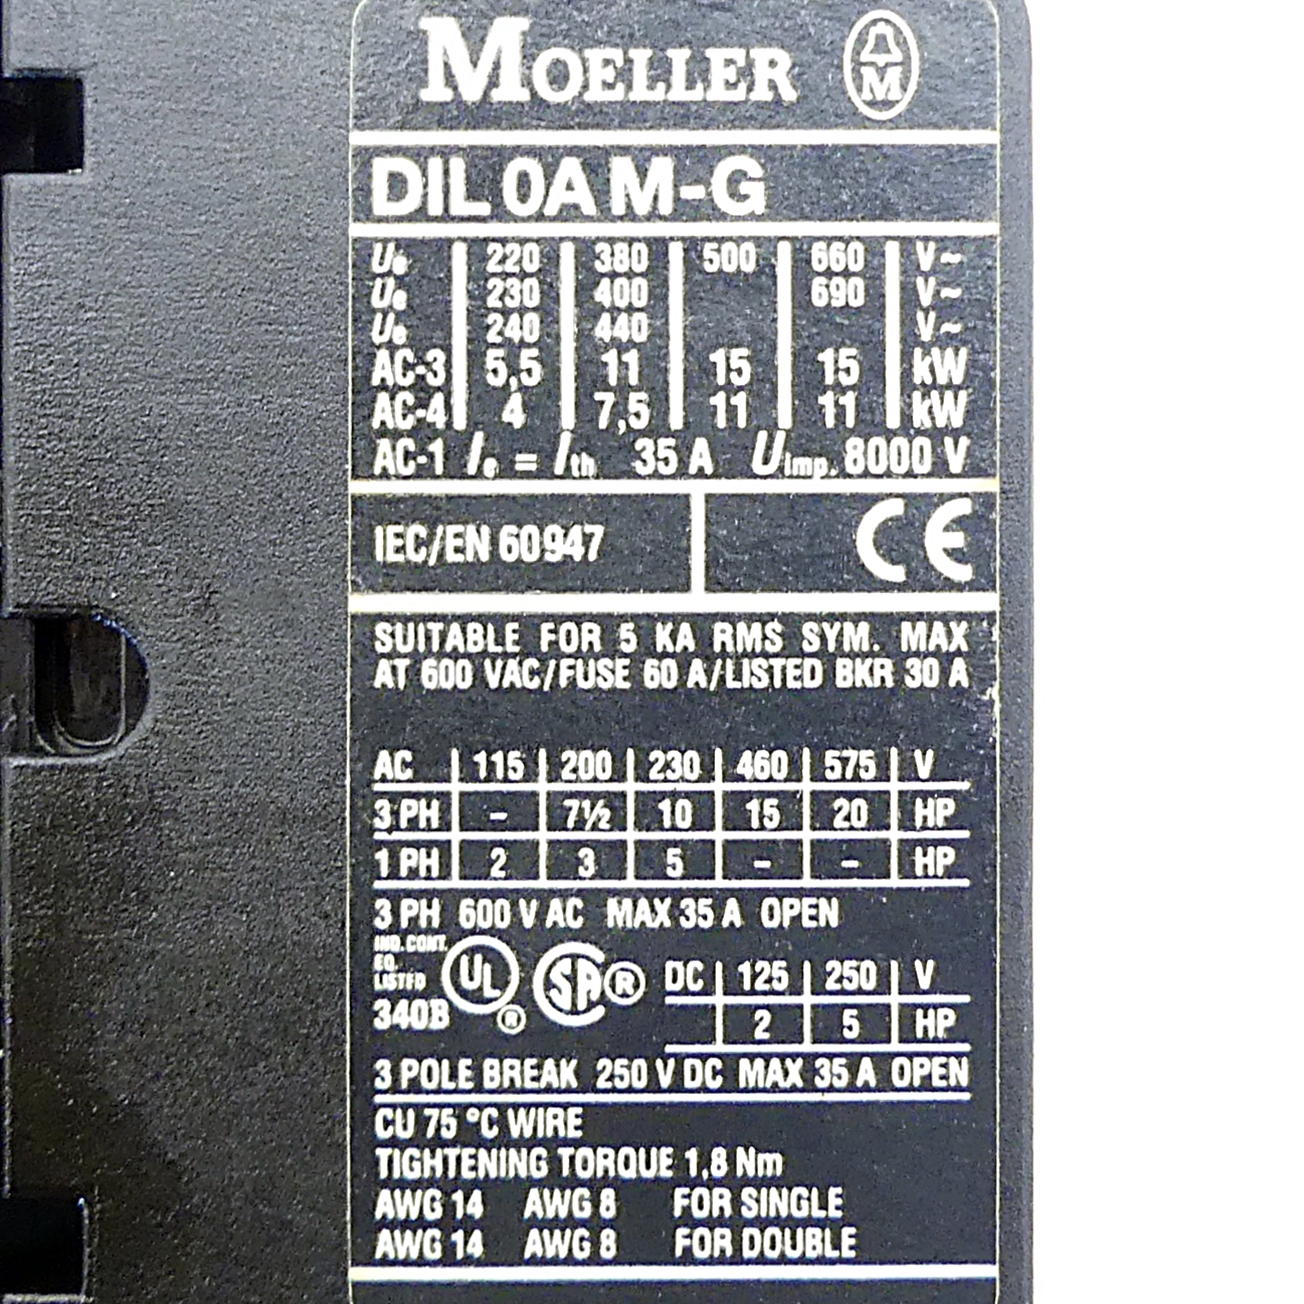 MOELLER M
DIL 0A M-G
Ue 220 380 500 660 V~
Ue 230 400 690 V~
Ue 240 440 V~
AC-3 5,5 11 15 15 kW
AC-4 4 7,5 11 11 kW
AC-1 Ie = Ith 35 A Uimp. 8000 V
IEC/EN 60947 CE
SUITABLE FOR 5 KA RMS SYM. MAX
AT 600 VAC/FUSE 60 A/LISTED BKR 30 A
AC 115 200 230 460 575 V
3 PH – 7½ 10 15 20 HP
1 PH 2 3 5 – – HP
3 PH 600 V AC MAX 35 A OPEN
IND. CONT.
EQ.
LISTED
340B
UL ®
SA ®
DC 125 250 V
2 5 HP
3 POLE BREAK 250 V DC MAX 35 A OPEN
CU 75 °C WIRE
TIGHTENING TORQUE 1,8 Nm
AWG 14 AWG 8 FOR SINGLE
AWG 14 AWG 8 FOR DOUBLE